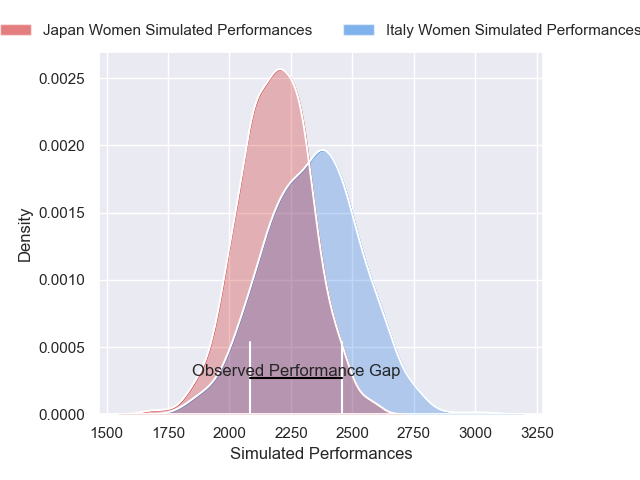 Japan Women Simulated Performances
Italy Women Simulated Performances
0.0025
0.0020
0.0015
0.0010
0.0005
0.0000
Density
Observed Performance Gap
1500 1750 2000 2250 2500 2750 3000 3250
Simulated Performances